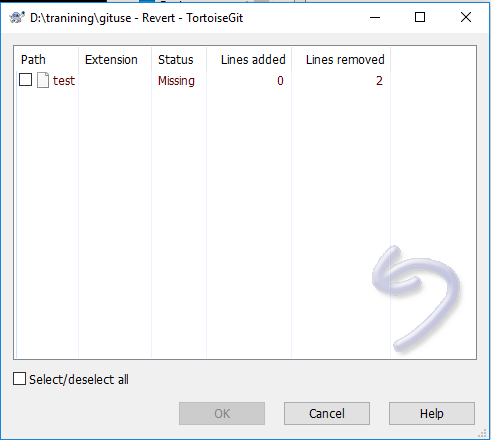 D:\tranining\gituse - Revert - TortoiseGit
Path Extension Status Lines added Lines removed
test Missing 0 2
Select/deselect all
OK Cancel Help